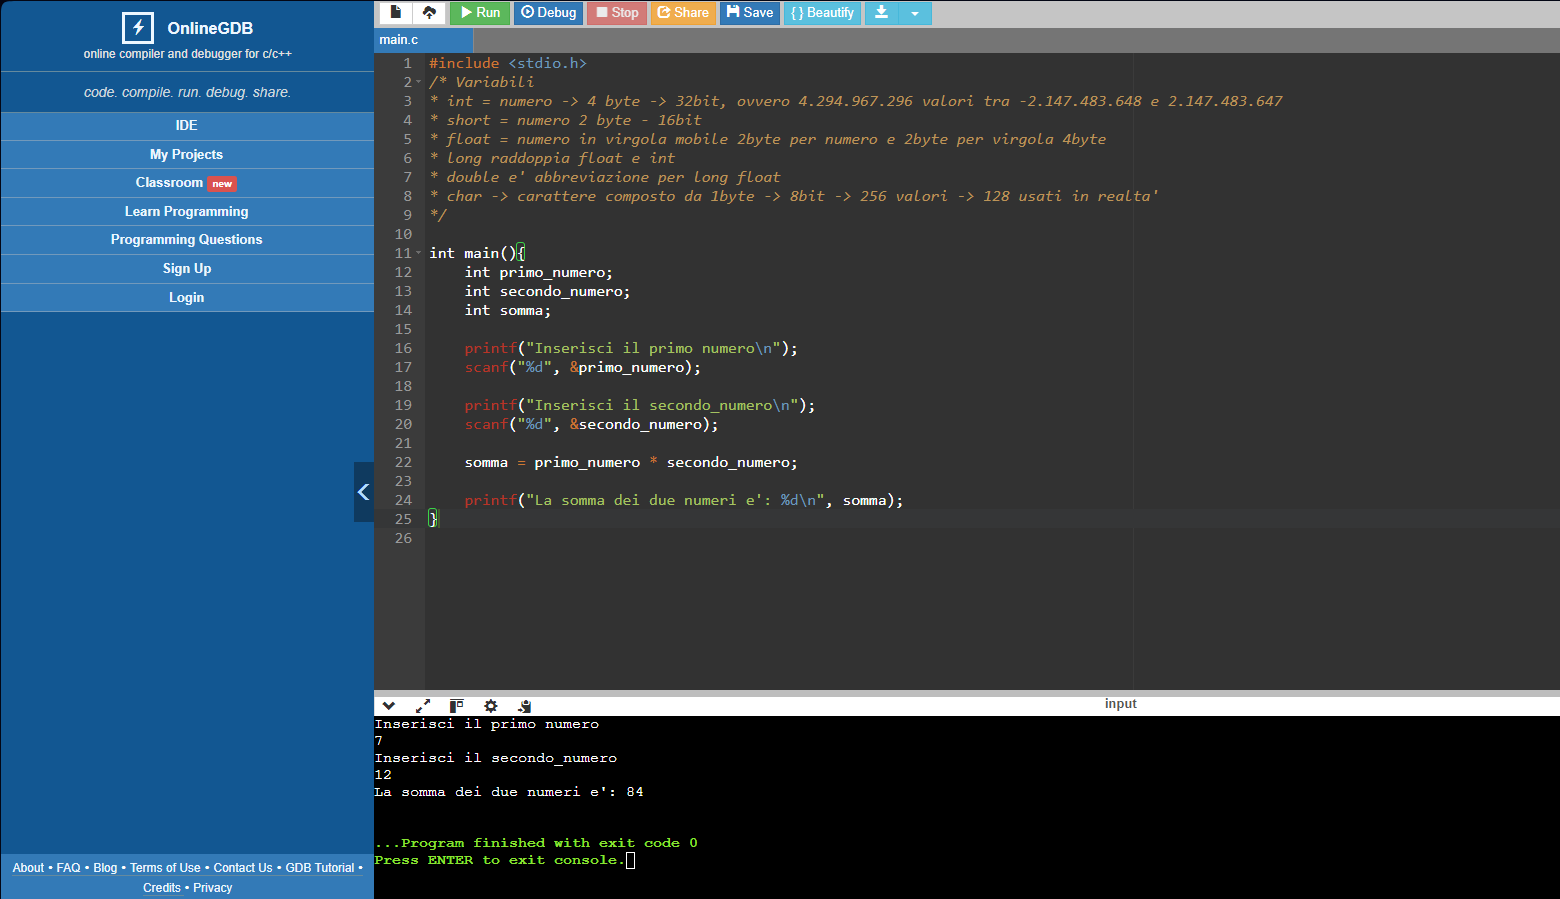 OnlineGDB
online compiler and debugger for c/c++
code. compile. run. debug. share.
IDE
My Projects
Classroom new
Learn Programming
Programming Questions
Sign Up
Login
About • FAQ • Blog • Terms of Use • Contact Us • GDB Tutorial •
Credits • Privacy
Run Debug Stop Share Save { } Beautify
main.c
1 #include <stdio.h>
2 /* Variabili
3 * int = numero -> 4 byte -> 32bit, ovvero 4.294.967.296 valori tra -2.147.483.648 e 2.147.483.647
4 * short = numero 2 byte - 16bit
5 * float = numero in virgola mobile 2byte per numero e 2byte per virgola 4byte
6 * long raddoppia float e int
7 * double e' abbreviazione per long float
8 * char -> carattere composto da 1byte -> 8bit -> 256 valori -> 128 usati in realta'
9 */
10
11 int main(){
12     int primo_numero;
13     int secondo_numero;
14     int somma;
15
16     printf("Inserisci il primo numero\n");
17     scanf("%d", &primo_numero);
18
19     printf("Inserisci il secondo_numero\n");
20     scanf("%d", &secondo_numero);
21
22     somma = primo_numero * secondo_numero;
23
24     printf("La somma dei due numeri e': %d\n", somma);
25 }
26
input
Inserisci il primo numero
7
Inserisci il secondo_numero
12
La somma dei due numeri e': 84
...Program finished with exit code 0
Press ENTER to exit console.